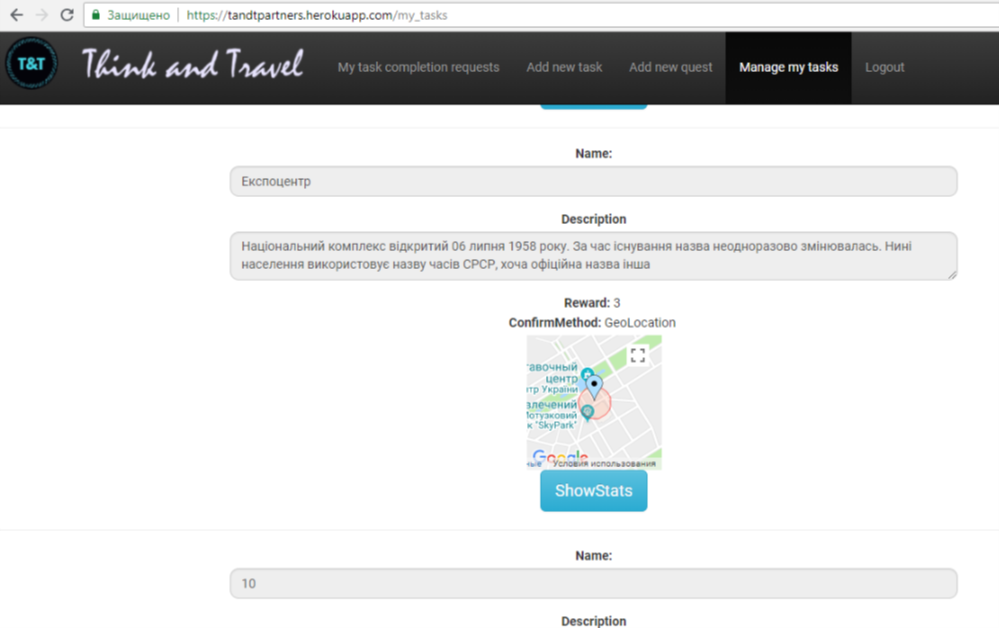 Защищено
https://tandtpartners.herokuapp.com/my_tasks
T&T
Think and Travel
My task completion requests
Add new task
Add new quest
Manage my tasks
Logout
Name:
Експоцентр
Description
Національний комплекс відкритий 06 липня 1958 року. За час існування назва неодноразово змінювалась. Нині
населення використовує назву часів СРСР, хоча офіційна назва інша
Reward: 3
ConfirmMethod: GeoLocation
тавочный
центр
тр України
злечений
Мотузковий
к "SkyPark"
Google
ные Условия использования
ShowStats
Name:
10
Description